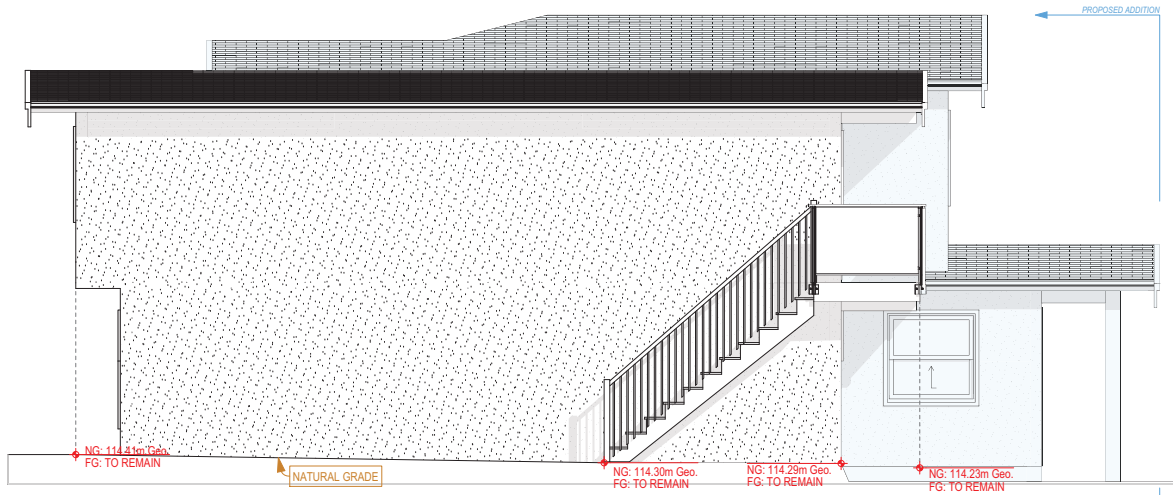 PROPOSED ADDITION
NG: 114.41m Geo.
FG: TO REMAIN
NATURAL GRADE
NG: 114.30m Geo.
FG: TO REMAIN
NG: 114.29m Geo.
FG: TO REMAIN
NG: 114.23m Geo.
FG: TO REMAIN